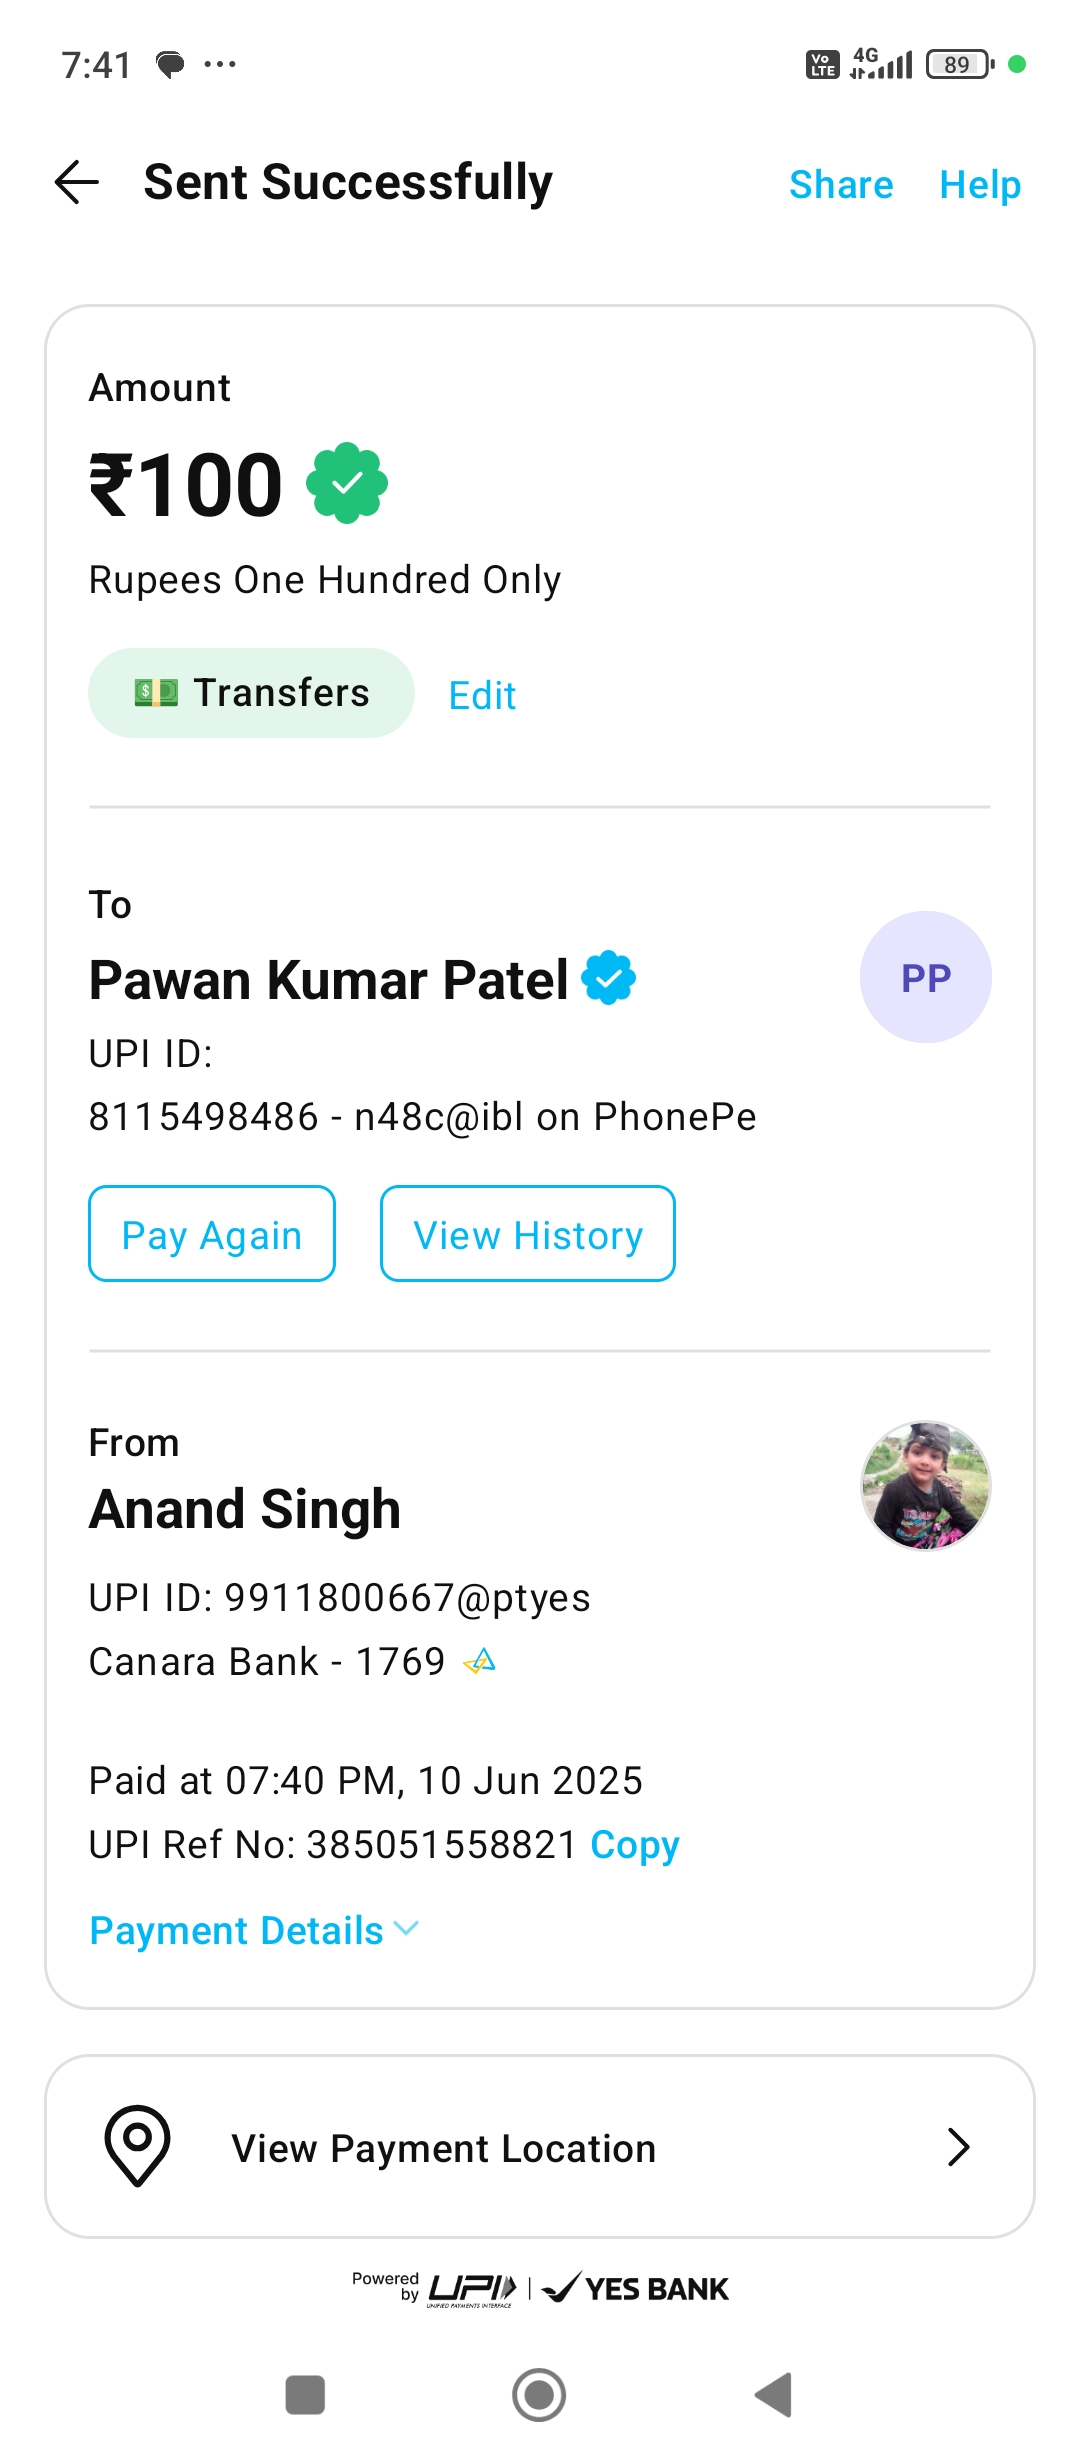 7:41
Vo LTE 4G 89
Sent Successfully Share Help
Amount
₹100
Rupees One Hundred Only
Transfers Edit
To
Pawan Kumar Patel
PP
UPI ID:
8115498486 - n48c@ibl on PhonePe
Pay Again View History
From
Anand Singh
UPI ID: 9911800667@ptyes
Canara Bank - 1769
Paid at 07:40 PM, 10 Jun 2025
UPI Ref No: 385051558821 Copy
Payment Details
View Payment Location
Powered by UPI | YES BANK
UNIFIED PAYMENTS INTERFACE